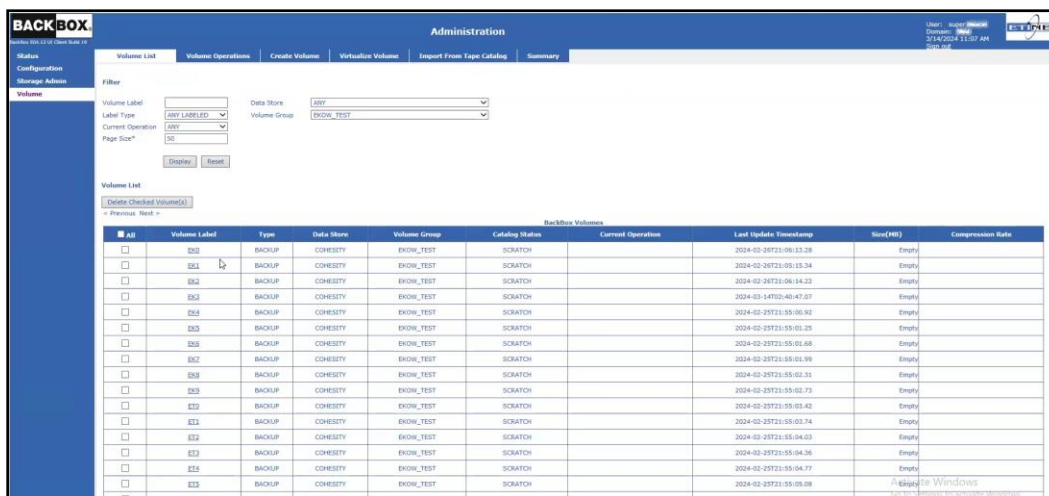 BACKBOX.
Administration
User: super
Domain:
3/14/2024 11:07 AM
Sign out
Status
Configuration
Storage Admin
Volume
Volume List Volume Operations Create Volume Virtualize Volume Import From Tape Catalog Summary
Filter
Volume Label Data Store ANY
Label Type ANY LABELED Volume Group EKOW_TEST
Current Operation ANY
Page Size* 50
Display Reset
Volume List
Delete Checked Volume(s)
< Previous Next >
BackBox Volumes
All Volume Label Type Data Store Volume Group Catalog Status Current Operation Last Update Timestamp Size(MB) Compression Rate
EK0 BACKUP COHESITY EKOW_TEST SCRATCH 2024-02-26T21:06:13.28 Empty
EK1 BACKUP COHESITY EKOW_TEST SCRATCH 2024-02-26T21:05:15.34 Empty
EK2 BACKUP COHESITY EKOW_TEST SCRATCH 2024-02-26T21:06:14.22 Empty
EK3 BACKUP COHESITY EKOW_TEST SCRATCH 2024-03-14T02:40:47.07 Empty
EK4 BACKUP COHESITY EKOW_TEST SCRATCH 2024-02-25T21:55:00.92 Empty
EK5 BACKUP COHESITY EKOW_TEST SCRATCH 2024-02-25T21:55:01.25 Empty
EK6 BACKUP COHESITY EKOW_TEST SCRATCH 2024-02-25T21:55:01.68 Empty
EK7 BACKUP COHESITY EKOW_TEST SCRATCH 2024-02-25T21:55:01.99 Empty
EK8 BACKUP COHESITY EKOW_TEST SCRATCH 2024-02-25T21:55:02.31 Empty
EK9 BACKUP COHESITY EKOW_TEST SCRATCH 2024-02-25T21:55:02.73 Empty
ET0 BACKUP COHESITY EKOW_TEST SCRATCH 2024-02-25T21:55:03.42 Empty
ET1 BACKUP COHESITY EKOW_TEST SCRATCH 2024-02-25T21:55:03.74 Empty
ET2 BACKUP COHESITY EKOW_TEST SCRATCH 2024-02-25T21:55:04.03 Empty
ET3 BACKUP COHESITY EKOW_TEST SCRATCH 2024-02-25T21:55:04.36 Empty
ET4 BACKUP COHESITY EKOW_TEST SCRATCH 2024-02-25T21:55:04.77 Empty
ET5 BACKUP COHESITY EKOW_TEST SCRATCH 2024-02-25T21:55:05.08 Empty
Activate Windows
Go to Settings to activate Windows.